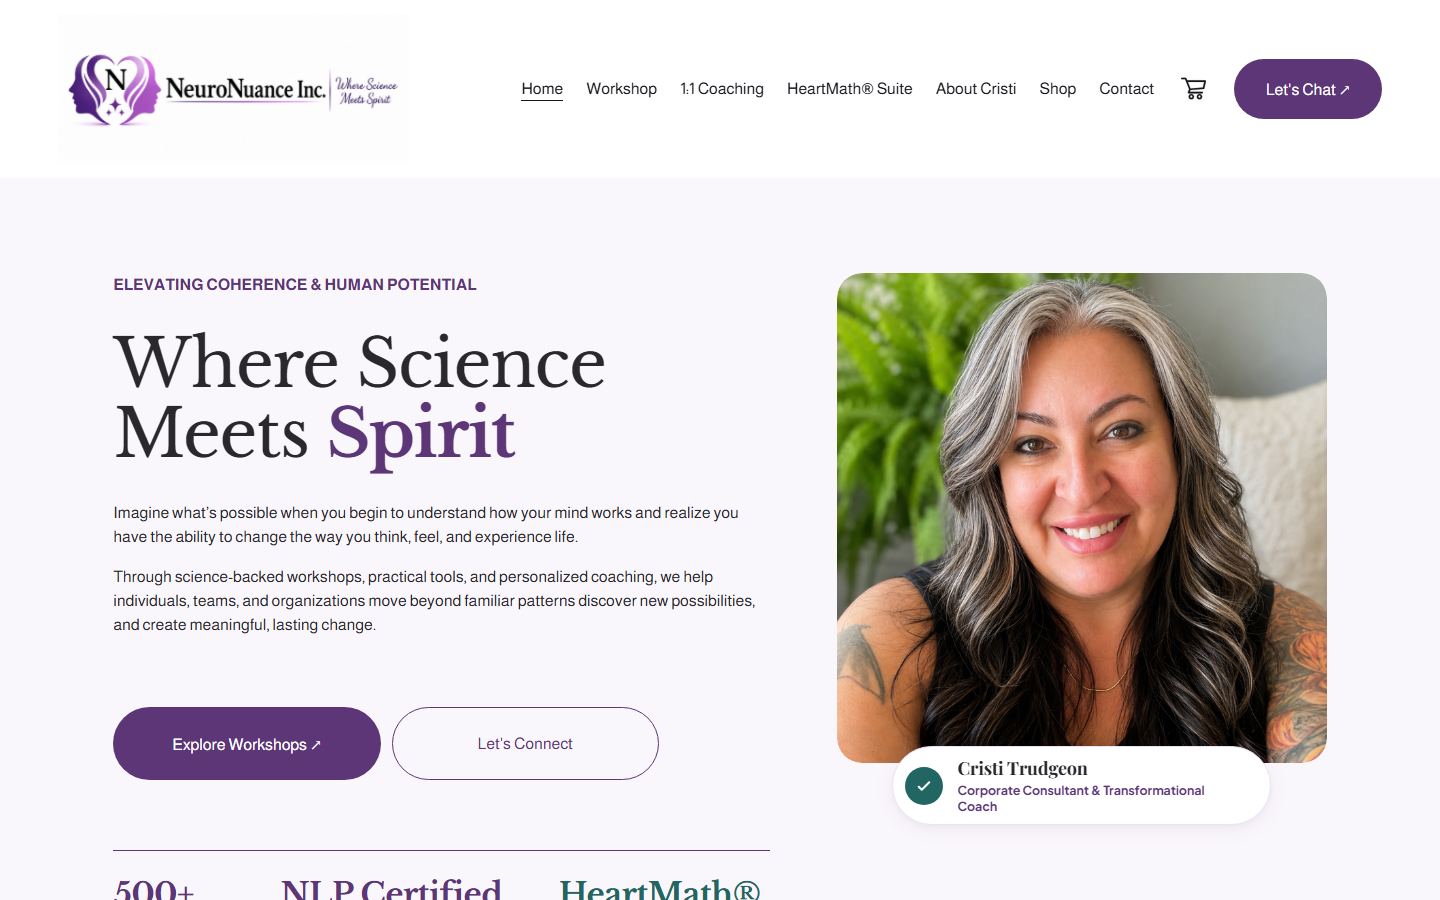 N
NeuroNuance Inc.
Where Science
Meets Spirit
Home
Workshop
1:1 Coaching
HeartMath® Suite
About Cristi
Shop
Contact
Let's Chat ↗
ELEVATING COHERENCE & HUMAN POTENTIAL
Where Science
Meets Spirit
Imagine what's possible when you begin to understand how your mind works and realize you
have the ability to change the way you think, feel, and experience life.
Through science-backed workshops, practical tools, and personalized coaching, we help
individuals, teams, and organizations move beyond familiar patterns discover new possibilities,
and create meaningful, lasting change.
Explore Workshops ↗
Let's Connect
Cristi Trudgeon
Corporate Consultant & Transformational
Coach
500+
NLP Certified
HeartMath®